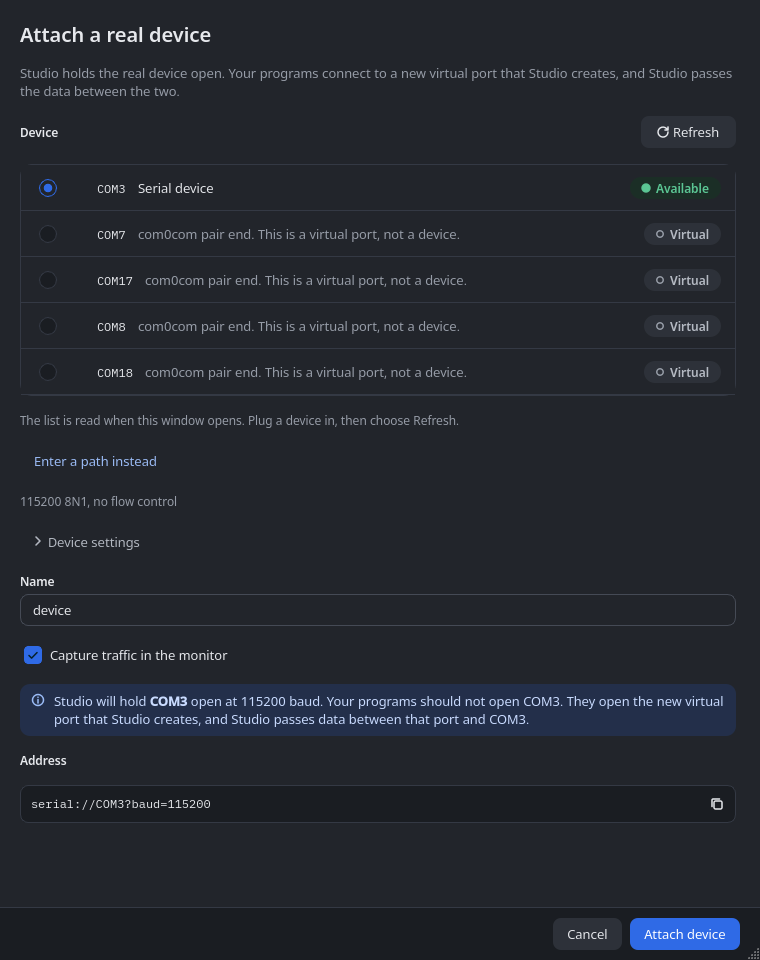 Attach a real device
Studio holds the real device open. Your programs connect to a new virtual port that Studio creates, and Studio passes
the data between the two.
Device
Refresh
COM3 Serial device Available
COM7 com0com pair end. This is a virtual port, not a device. Virtual
COM17 com0com pair end. This is a virtual port, not a device. Virtual
COM8 com0com pair end. This is a virtual port, not a device. Virtual
COM18 com0com pair end. This is a virtual port, not a device. Virtual
The list is read when this window opens. Plug a device in, then choose Refresh.
Enter a path instead
115200 8N1, no flow control
Device settings
Name
device
Capture traffic in the monitor
Studio will hold COM3 open at 115200 baud. Your programs should not open COM3. They open the new virtual
port that Studio creates, and Studio passes data between that port and COM3.
Address
serial://COM3?baud=115200
Cancel
Attach device